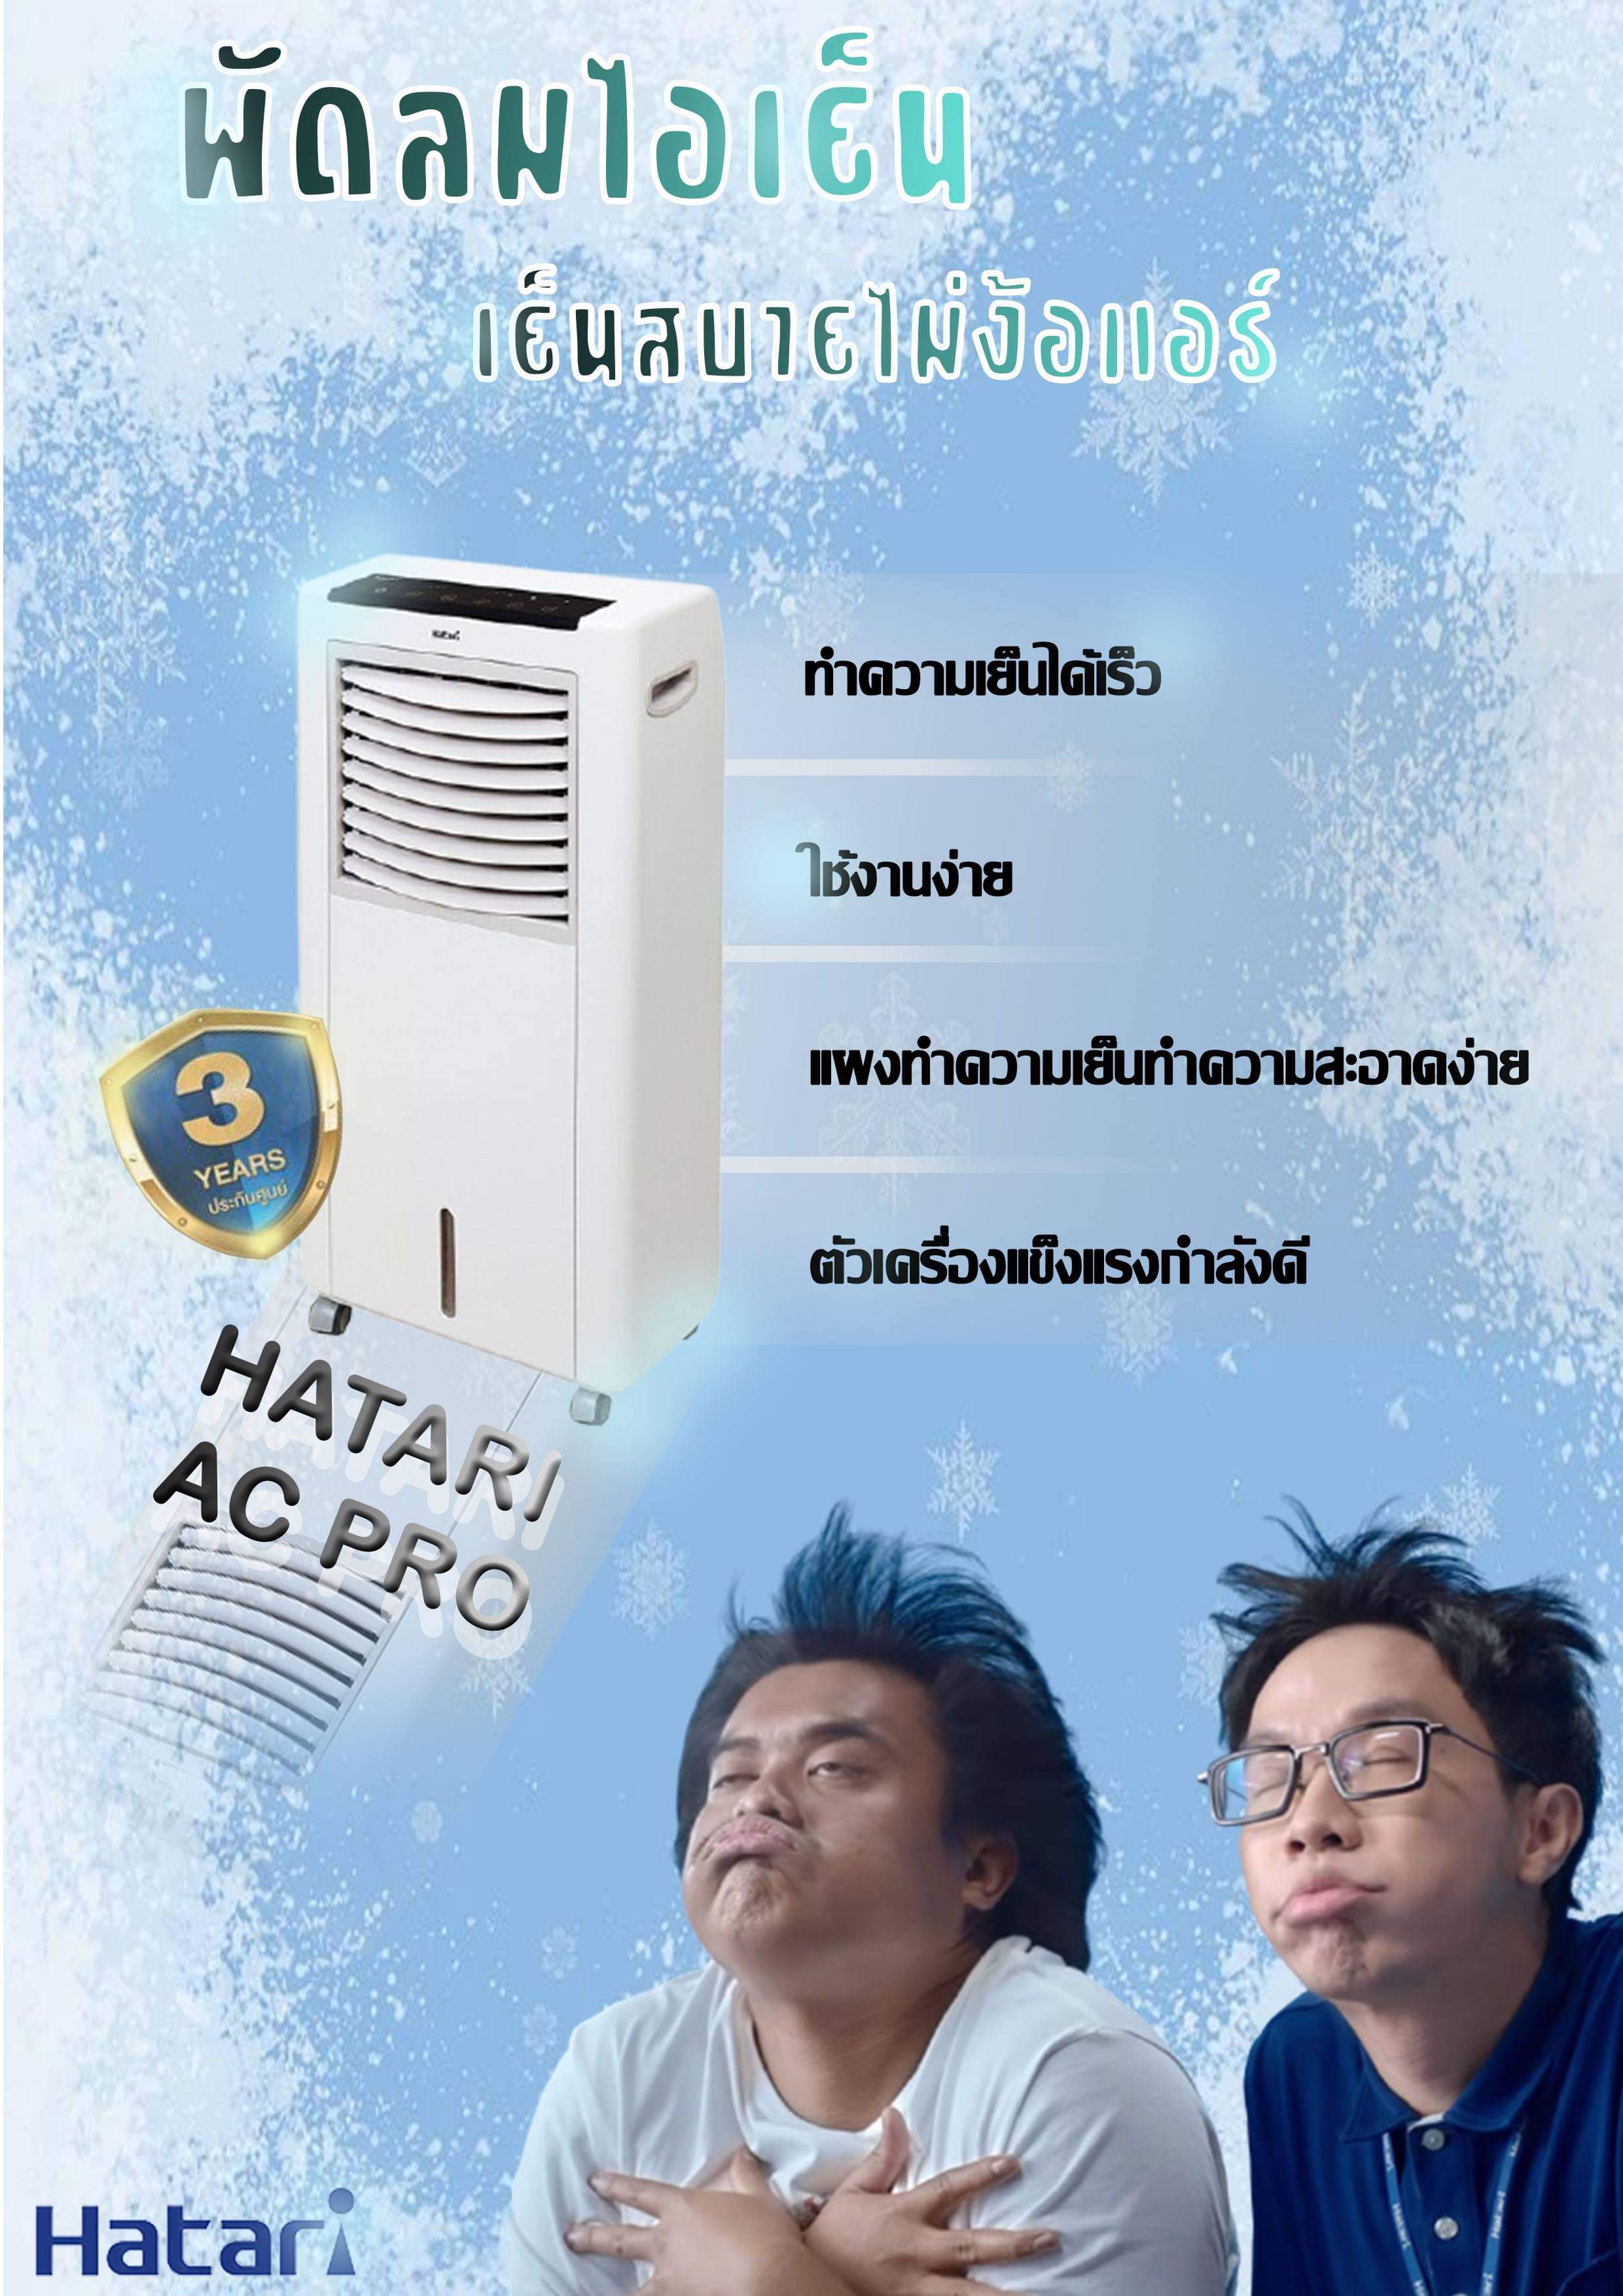 พัดลมไอเย็น
เย็นสบายไม่ง้อแอร์
Hatari
ทำความเย็นได้เร็ว
ใช้งานง่าย
แผงทำความเย็นทำความสะอาดง่าย
3
YEARS
ประกันศูนย์
ตัวเครื่องแข็งแรงกำลังดี
HATARI
AC PRO
Hatari
Hatari
Hatari